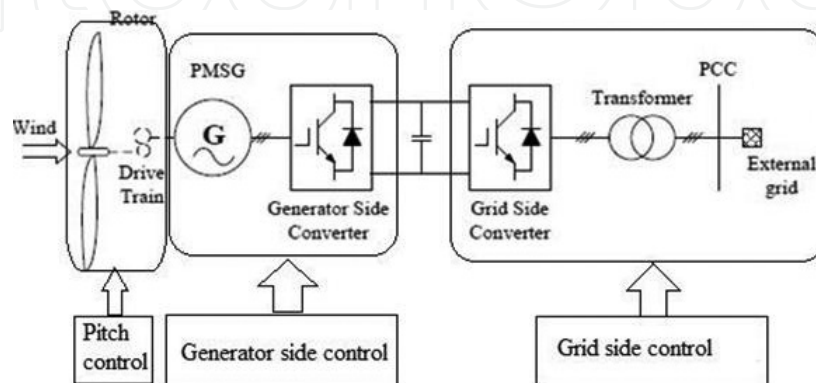 Rotor
PMSG
PCC
Transformer
Wind
G
Drive
Train
External
grid
Generator Side
Converter
Grid Side
Converter
Pitch
control
Generator side control
Grid side control